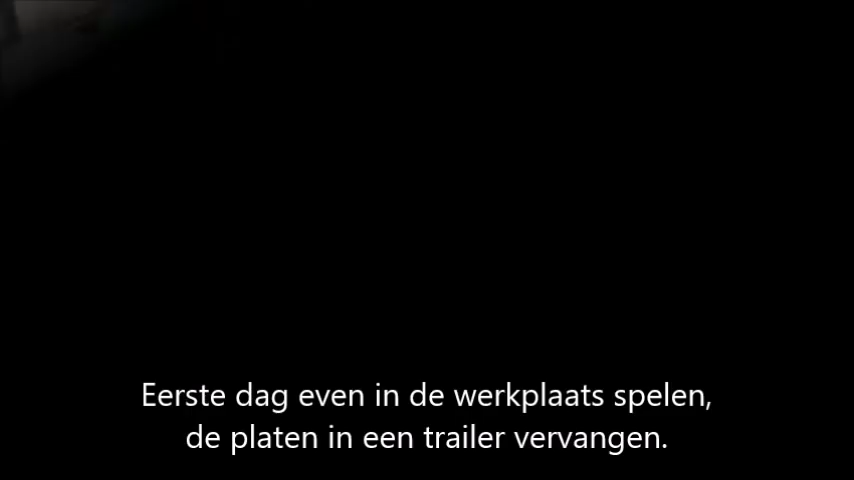 Eerste dag even in de werkplaats spelen,
de platen in een trailer vervangen.